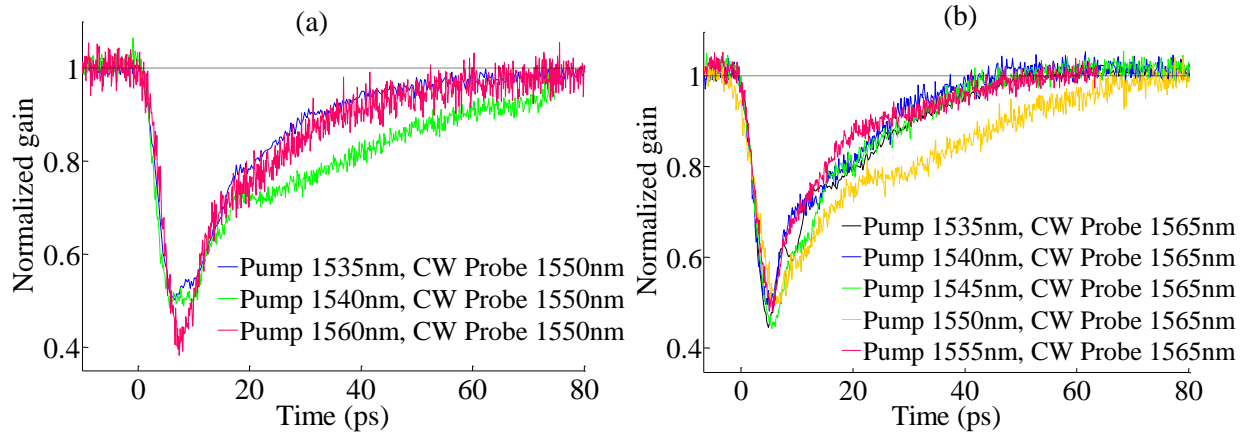 (a)
Normalized gain
1
0.8
0.6
0.4
0
20
40
60
80
Time (ps)
Pump 1535nm, CW Probe 1550nm
Pump 1540nm, CW Probe 1550nm
Pump 1560nm, CW Probe 1550nm
(b)
Normalized gain
1
0.8
0.6
0.4
0
20
40
60
80
Time (ps)
Pump 1535nm, CW Probe 1565nm
Pump 1540nm, CW Probe 1565nm
Pump 1545nm, CW Probe 1565nm
Pump 1550nm, CW Probe 1565nm
Pump 1555nm, CW Probe 1565nm